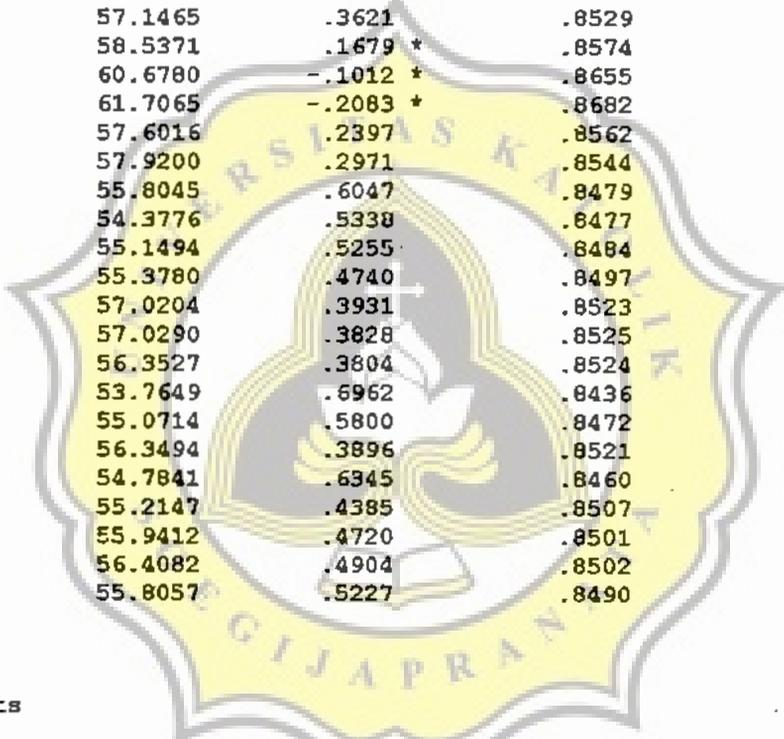 57.1465 .3621 .8529
58.5371 .1679 * .8574
60.6780 -.1012 * .8655
61.7065 -.2083 * .8682
57.6016 .2397 .8562
57.9200 .2971 .8544
55.8045 .6047 .8479
54.3776 .5338 .8477
55.1494 .5255 .8484
55.3780 .4740 .8497
57.0204 .3931 .8523
57.0290 .3828 .8525
56.3527 .3804 .8524
53.7649 .6962 .8436
55.0714 .5800 .8472
56.3494 .3896 .8521
54.7841 .6345 .8460
55.2147 .4385 .8507
55.9412 .4720 .8501
56.4082 .4904 .8502
55.8057 .5227 .8490
ts
SITAS KATOLIK
SOEGIJAPRANATA